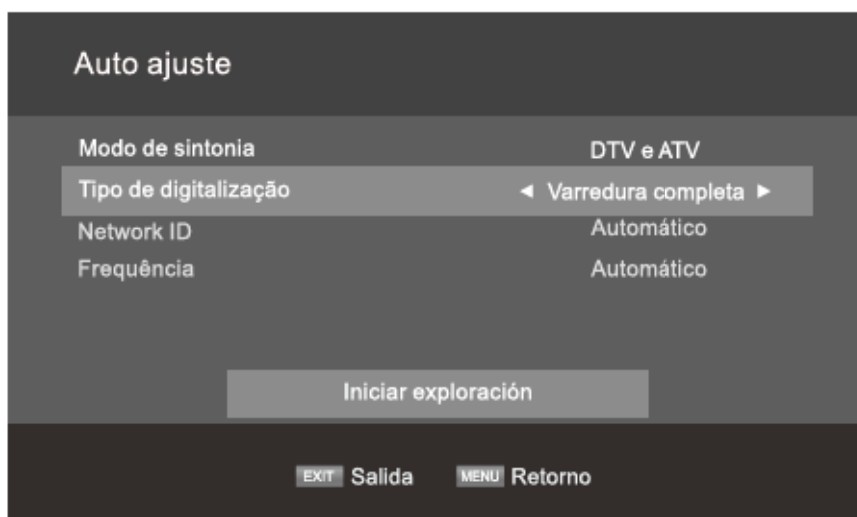 Auto ajuste
Modo de sintonia DTV e ATV
Tipo de digitalização ◄ Varredura completa ►
Network ID Automático
Frequência Automático
Iniciar exploración
EXIT Salida MENU Retorno